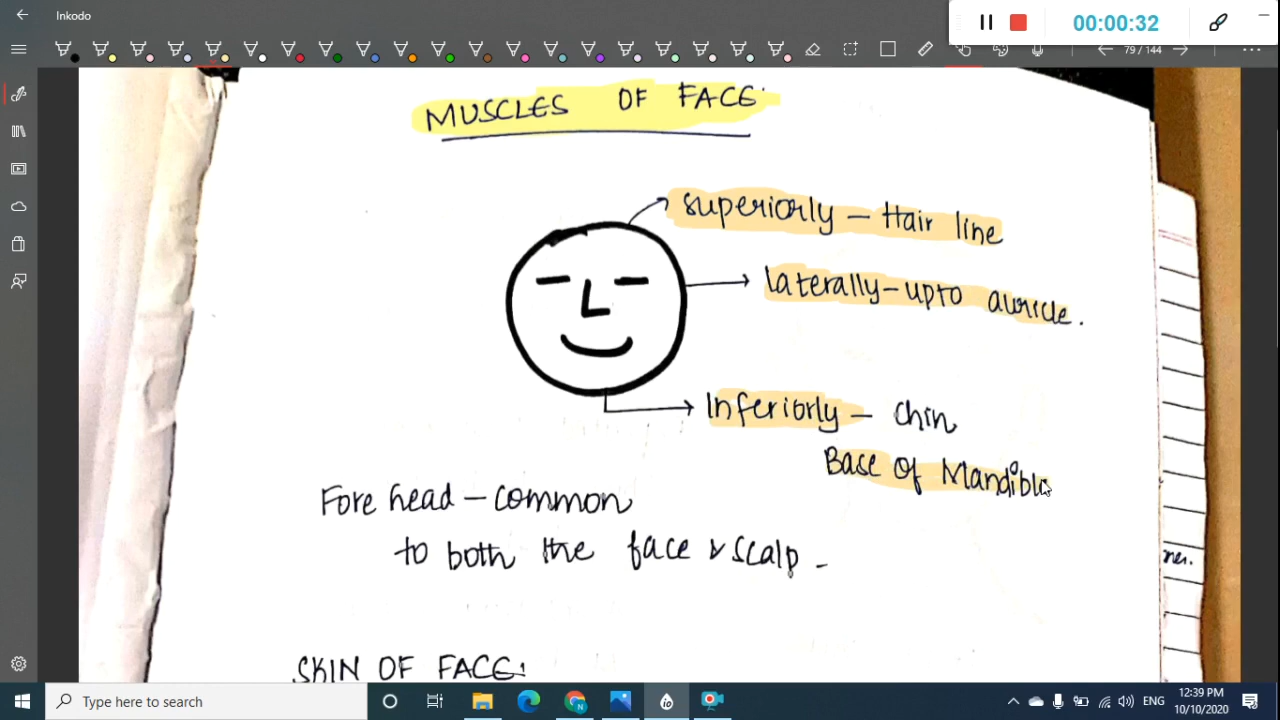 Inkodo
00:00:32
79 / 144
MUSCLES OF FACE.
Superiorly – Hair line
laterally – upto auricle.
Inferiorly – chin
Base of Mandible
Fore head – common
to both the face & scalp –
ner.
SKIN OF FACE:
Type here to search
ENG
12:39 PM
10/10/2020